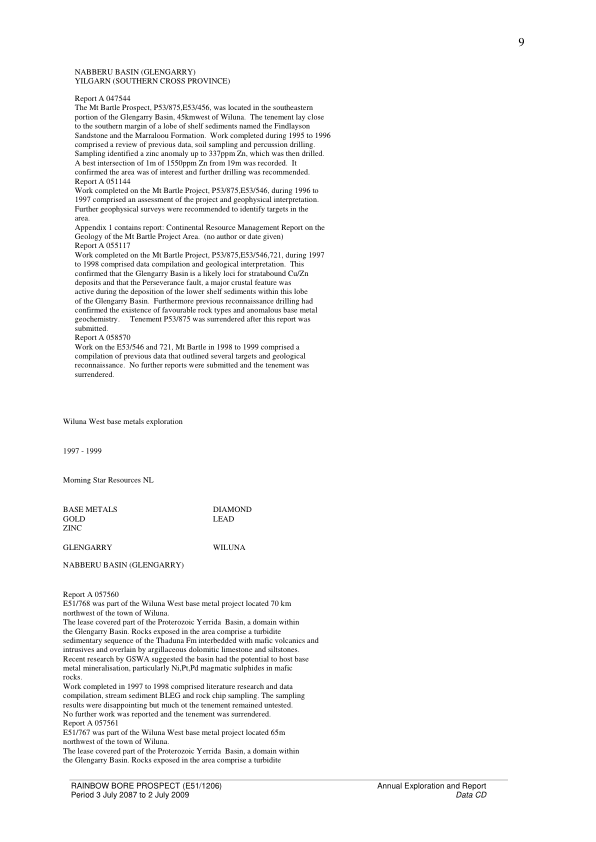 9
NABBERU BASIN (GLENGARRY)
YILGARN (SOUTHERN CROSS PROVINCE)
Report A 047544
The Mt Bartle Prospect, P53/875,E53/456, was located in the southeastern
portion of the Glengarry Basin, 45kmwest of Wiluna.  The tenement lay close
to the southern margin of a lobe of shelf sediments named the Findlayson
Sandstone and the Marraloou Formation.  Work completed during 1995 to 1996
comprised a review of previous data, soil sampling and percussion drilling.
Sampling identified a zinc anomaly up to 337ppm Zn, which was then drilled.
A best intersection of 1m of 1550ppm Zn from 19m was recorded.  It
confirmed the area was of interest and further drilling was recommended.
Report A 051144
Work completed on the Mt Bartle Project, P53/875,E53/546, during 1996 to
1997 comprised an assessment of the project and geophysical interpretation.
Further geophysical surveys were recommended to identify targets in the
area.
Appendix 1 contains report: Continental Resource Management Report on the
Geology of the Mt Bartle Project Area.  (no author or date given)
Report A 055117
Work completed on the Mt Bartle Project, P53/875,E53/546,721, during 1997
to 1998 comprised data compilation and geological interpretation.  This
confirmed that the Glengarry Basin is a likely loci for stratabound Cu/Zn
deposits and that the Perseverance fault, a major crustal feature was
active during the deposition of the lower shelf sediments within this lobe
of the Glengarry Basin.  Furthermore previous reconnaissance drilling had
confirmed the existence of favourable rock types and anomalous base metal
geochemistry.     Tenement P53/875 was surrendered after this report was
submitted.
Report A 058570
Work on the E53/546 and 721, Mt Bartle in 1998 to 1999 comprised a
compilation of previous data that outlined several targets and geological
reconnaissance.  No further reports were submitted and the tenement was
surrendered.
Wiluna West base metals exploration
1997 - 1999
Morning Star Resources NL
BASE METALS DIAMOND
GOLD LEAD
ZINC
GLENGARRY WILUNA
NABBERU BASIN (GLENGARRY)
Report A 057560
E51/768 was part of the Wiluna West base metal project located 70 km
northwest of the town of Wiluna.
The lease covered part of the Proterozoic Yerrida  Basin, a domain within
the Glengarry Basin. Rocks exposed in the area comprise a turbidite
sedimentary sequence of the Thaduna Fm interbedded with mafic volcanics and
intrusives and overlain by argillaceous dolomitic limestone and siltstones.
Recent research by GSWA suggested the basin had the potential to host base
metal mineralisation, particularly Ni,Pt,Pd magmatic sulphides in mafic
rocks.
Work completed in 1997 to 1998 comprised literature research and data
compilation, stream sediment BLEG and rock chip sampling. The sampling
results were disappointing but much ot the tenement remained untested.
No further work was reported and the tenement was surrendered.
Report A 057561
E51/767 was part of the Wiluna West base metal project located 65m
northwest of the town of Wiluna.
The lease covered part of the Proterozoic Yerrida  Basin, a domain within
the Glengarry Basin. Rocks exposed in the area comprise a turbidite
RAINBOW BORE PROSPECT (E51/1206) Annual Exploration and Report
Period 3 July 2087 to 2 July 2009 Data CD